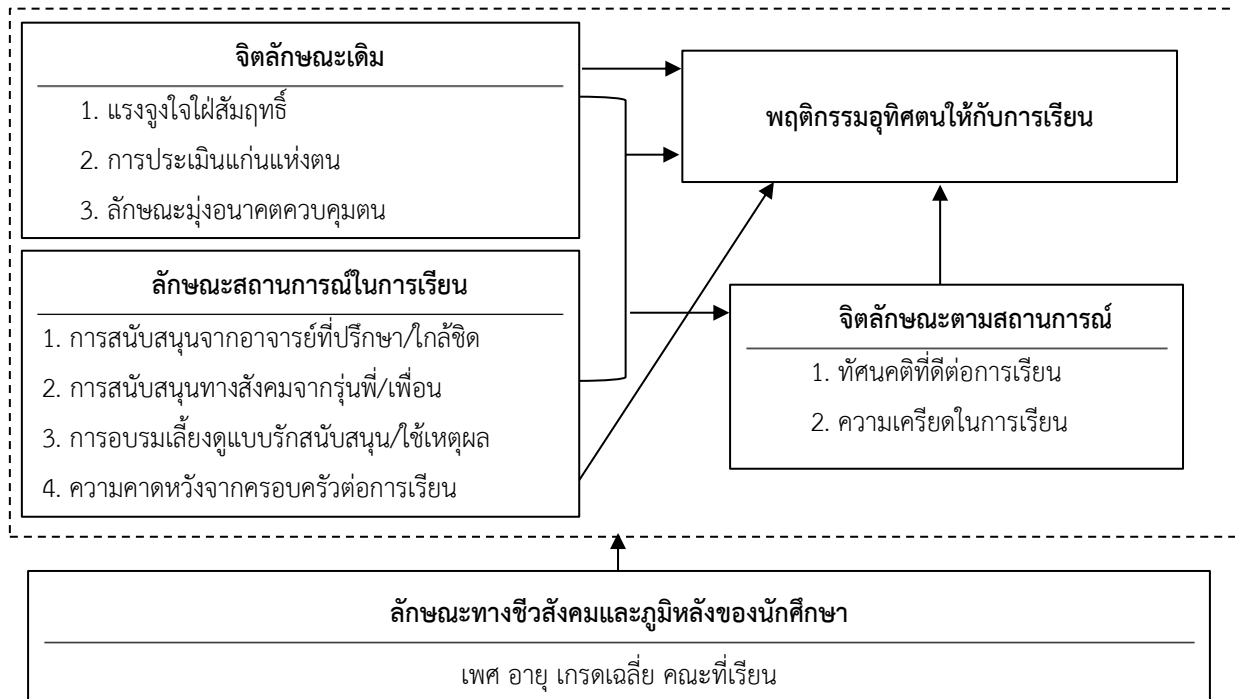 จิตลักษณะเดิม
1. แรงจูงใจใฝ่สัมฤทธิ์
2. การประเมินแก่นแห่งตน
3. ลักษณะมุ่งอนาคตควบคุมตน
พฤติกรรมอุทิศตนให้กับการเรียน
ลักษณะสถานการณ์ในการเรียน
1. การสนับสนุนจากอาจารย์ที่ปรึกษา/ใกล้ชิด
2. การสนับสนุนทางสังคมจากรุ่นพี่/เพื่อน
3. การอบรมเลี้ยงดูแบบรักสนับสนุน/ใช้เหตุผล
4. ความคาดหวังจากครอบครัวต่อการเรียน
จิตลักษณะตามสถานการณ์
1. ทัศนคติที่ดีต่อการเรียน
2. ความเครียดในการเรียน
ลักษณะทางชีวสังคมและภูมิหลังของนักศึกษา
เพศ อายุ เกรดเฉลี่ย คณะที่เรียน